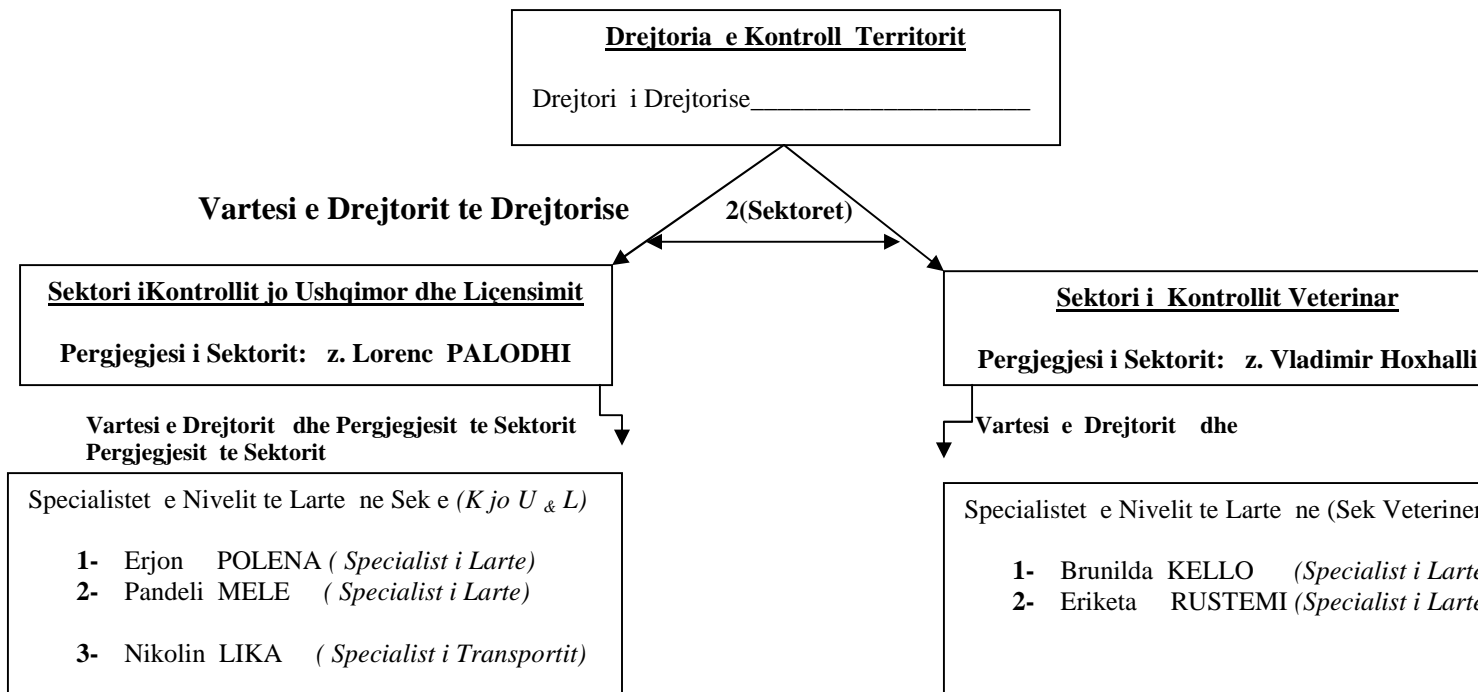 Drejtoria e Kontroll Territorit
Drejtori i Drejtorise_____________________
Vartesi e Drejtorit te Drejtorise
2(Sektoret)
Sektori iKontrollit jo Ushqimor dhe Liçensimit
Pergjegjesi i Sektorit: z. Lorenc PALODHI
Sektori i Kontrollit Veterinar
Pergjegjesi i Sektorit: z. Vladimir Hoxhalli
Vartesi e Drejtorit dhe Pergjegjesit te Sektorit
Pergjegjesit te Sektorit
Vartesi e Drejtorit dhe
Specialistet e Nivelit te Larte ne Sek e (K jo U & L)
1- Erjon POLENA ( Specialist i Larte)
2- Pandeli MELE ( Specialist i Larte)
3- Nikolin LIKA ( Specialist i Transportit)
Specialistet e Nivelit te Larte ne (Sek Veteriner
1- Brunilda KELLO (Specialist i Larte
2- Eriketa RUSTEMI (Specialist i Larte